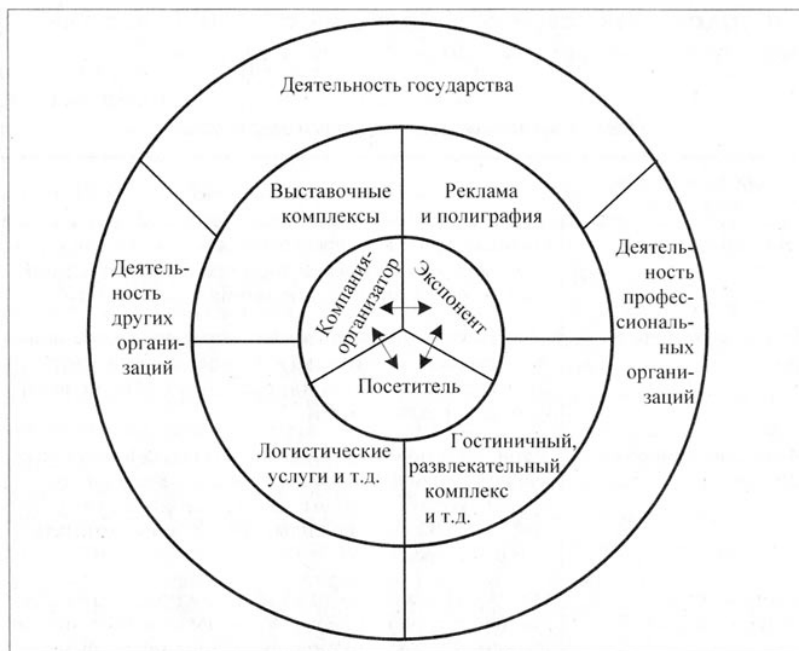 Деятельность государства
Выставочные
комплексы
Реклама
и полиграфия
Деятель-
ность
других
органи-
заций
Компания-
организатор
Экспонент
Посетитель
Деятель-
ность
профес-
сиональ-
ных
органи-
заций
Логистические
услуги и т.д.
Гостиничный,
развлекательный
комплекс
и т.д.